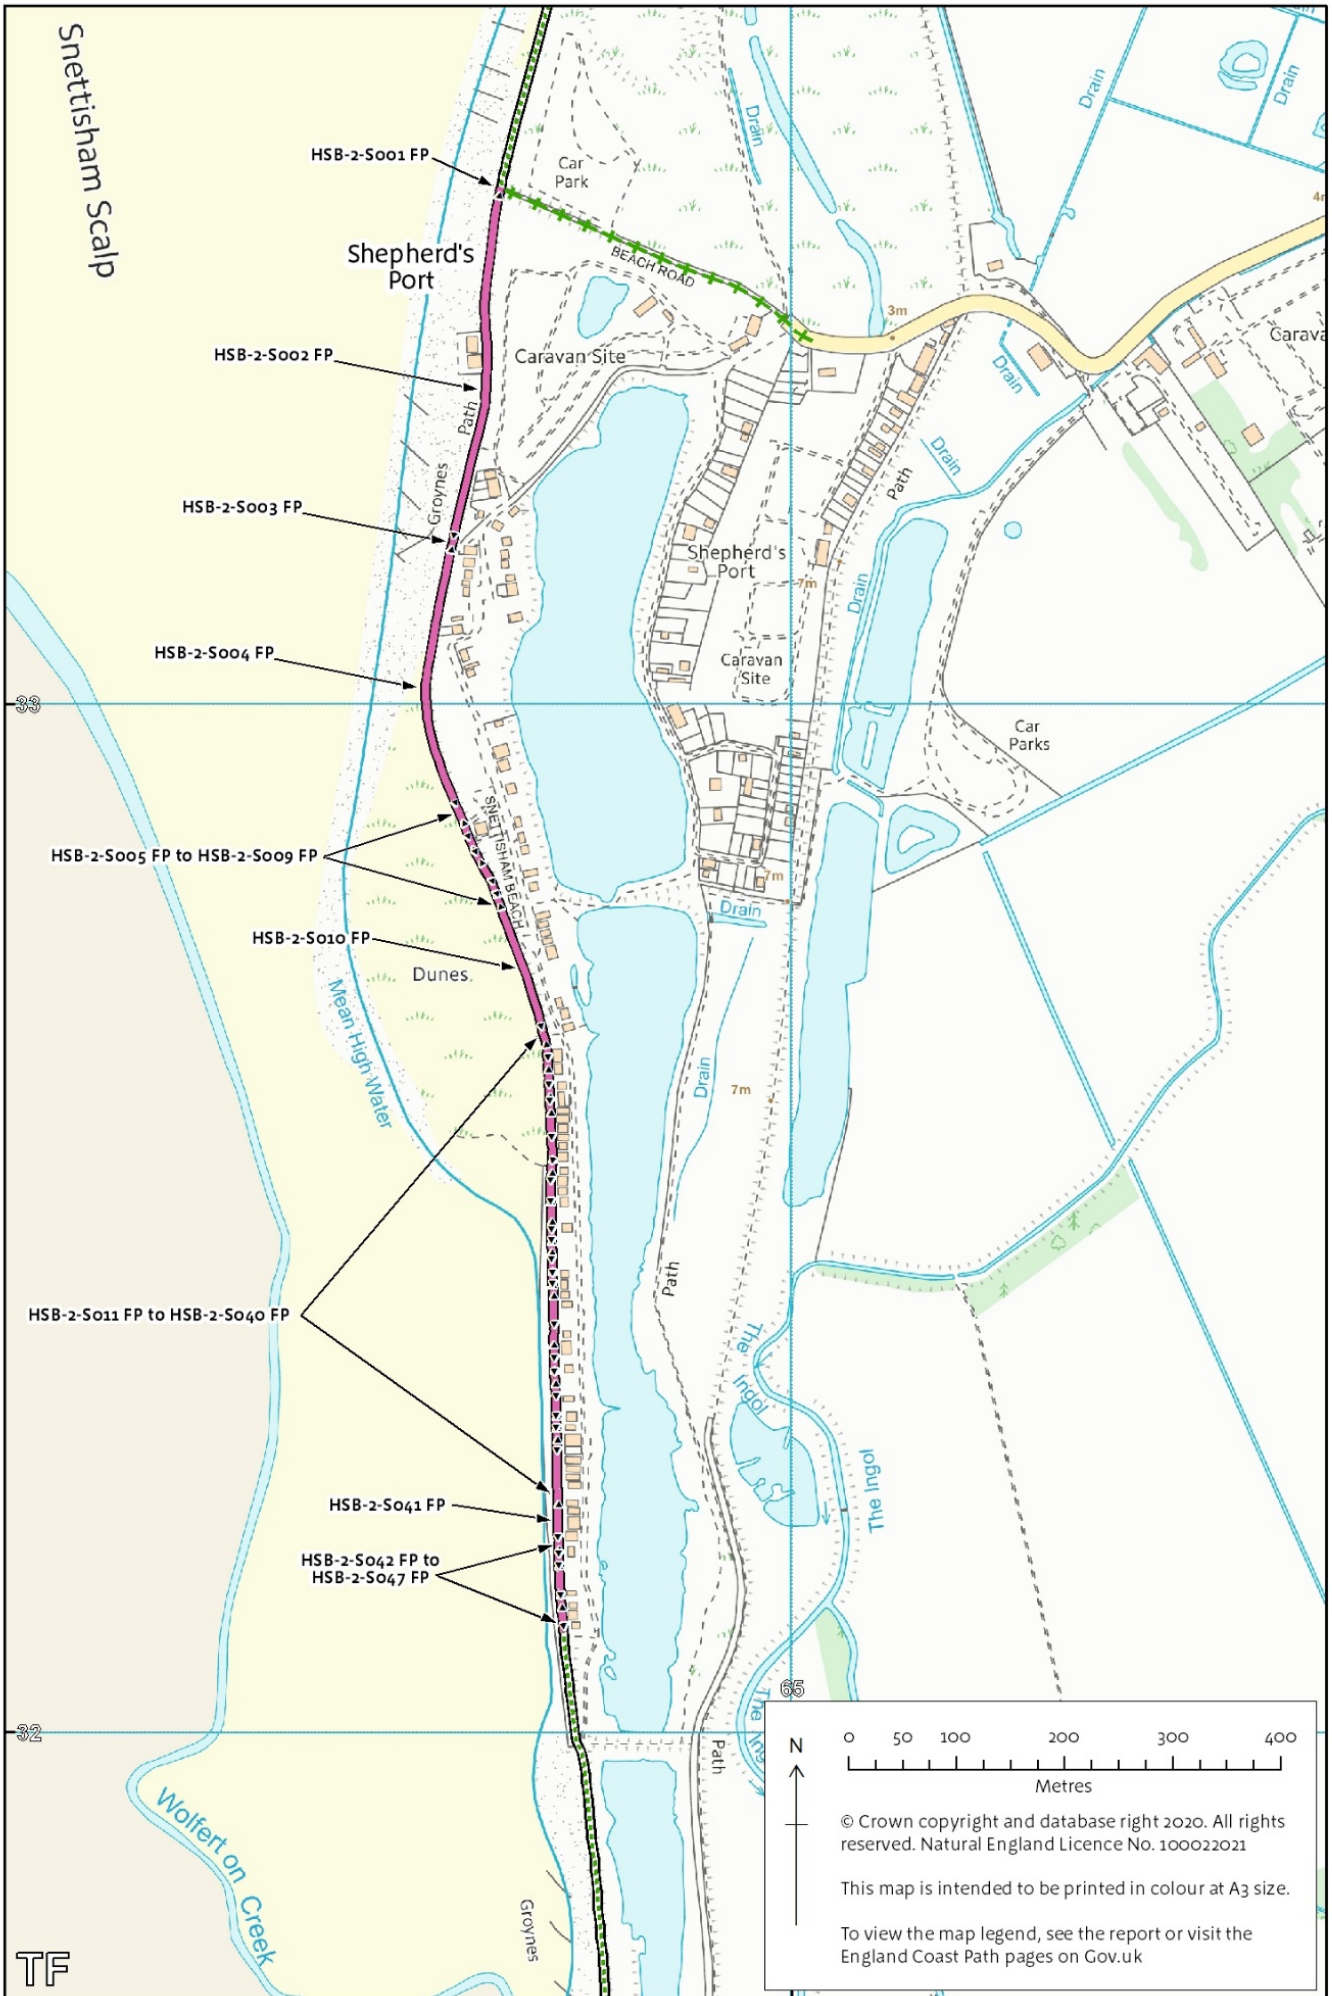 Snettisham Scalp
Drain
Drain
Drain
4m
HSB-2-S001 FP
Car
Park
Shepherd's
Port
BEACH ROAD
3m
HSB-2-S002 FP
Caravan Site
Drain
Path
Drain
Path
HSB-2-S003 FP
Groynes
Shepherd's
Port
7m
Drain
HSB-2-S004 FP
Caravan
Site
33
Car
Parks
SNETTISHAM BEACH
HSB-2-S005 FP to HSB-2-S009 FP
7m
Drain
HSB-2-S010 FP
Dunes
Mean High Water
Drain
7m
Path
HSB-2-S011 FP to HSB-2-S040 FP
The
Ingol
The Ingol
HSB-2-S041 FP
HSB-2-S042 FP to
HSB-2-S047 FP
65
The
32
Path
Wolferton Creek
Groynes
TF
N
0 50 100 200 300 400
Metres
© Crown copyright and database right 2020. All rights
reserved. Natural England Licence No. 100022021
This map is intended to be printed in colour at A3 size.
To view the map legend, see the report or visit the
England Coast Path pages on Gov.uk